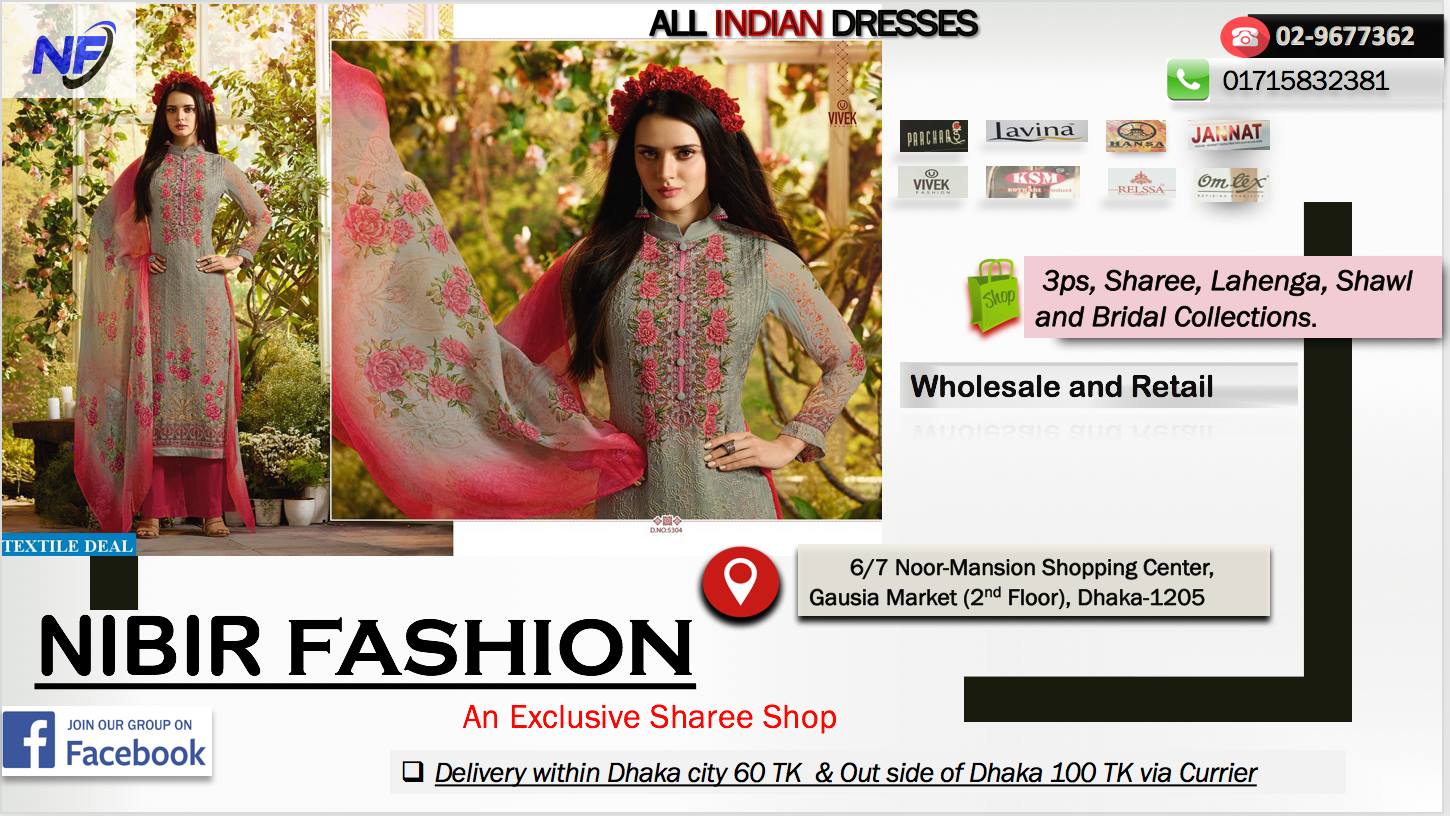 NF
ALL INDIAN DRESSES
02-9677362
01715832381
VIVEK
PAACHAR
Lavina
HANSA
JANNAT
VIVEK
FASHION
KSM
RELSSA
Omtex
Shop
3ps, Sharee, Lahenga, Shawl
and Bridal Collections.
Wholesale and Retail
D.NO:5304
TEXTILE DEAL
6/7 Noor-Mansion Shopping Center,
Gausia Market (2nd Floor), Dhaka-1205
NIBIR FASHION
An Exclusive Sharee Shop
JOIN OUR GROUP ON
Facebook
Delivery within Dhaka city 60 TK & Out side of Dhaka 100 TK via Currier